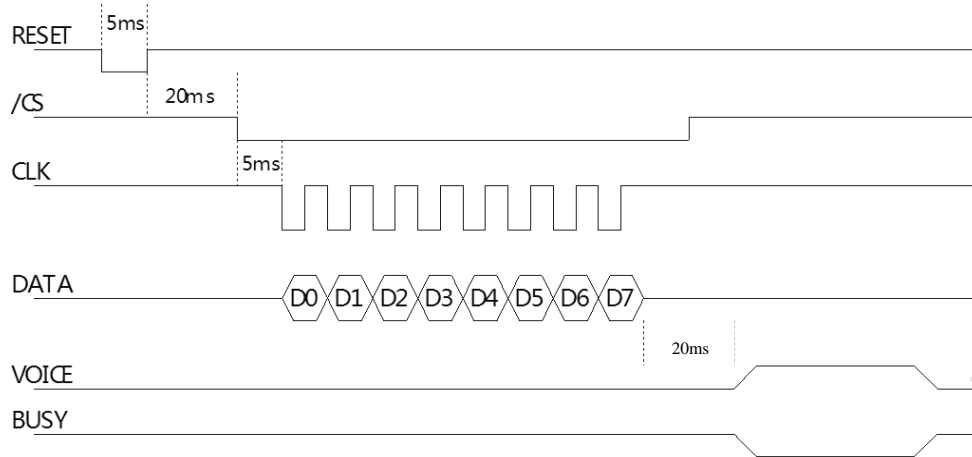 5ms
RESET
20ms
/CS
5ms
CLK
DATA
D0 D1 D2 D3 D4 D5 D6 D7
20ms
VOICE
BUSY